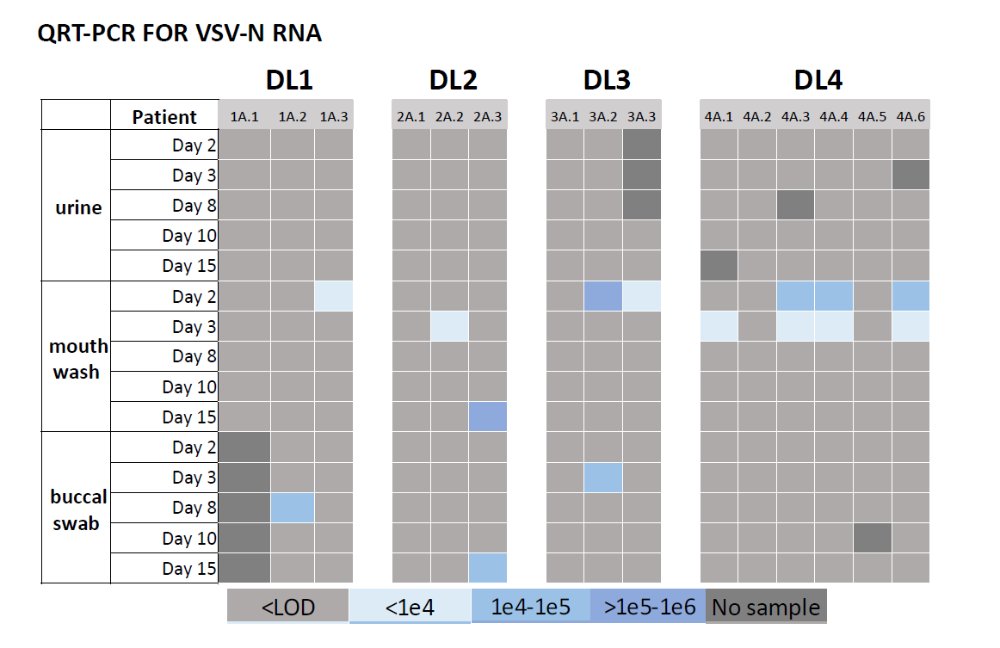 QRT-PCR FOR VSV-N RNA
DL1 DL2 DL3 DL4
Patient 1A.1 1A.2 1A.3 2A.1 2A.2 2A.3 3A.1 3A.2 3A.3 4A.1 4A.2 4A.3 4A.4 4A.5 4A.6
urine
Day 2
Day 3
Day 8
Day 10
Day 15
mouth
wash
Day 2
Day 3
Day 8
Day 10
Day 15
buccal
swab
Day 2
Day 3
Day 8
Day 10
Day 15
<LOD <1e4 1e4-1e5 >1e5-1e6 No sample